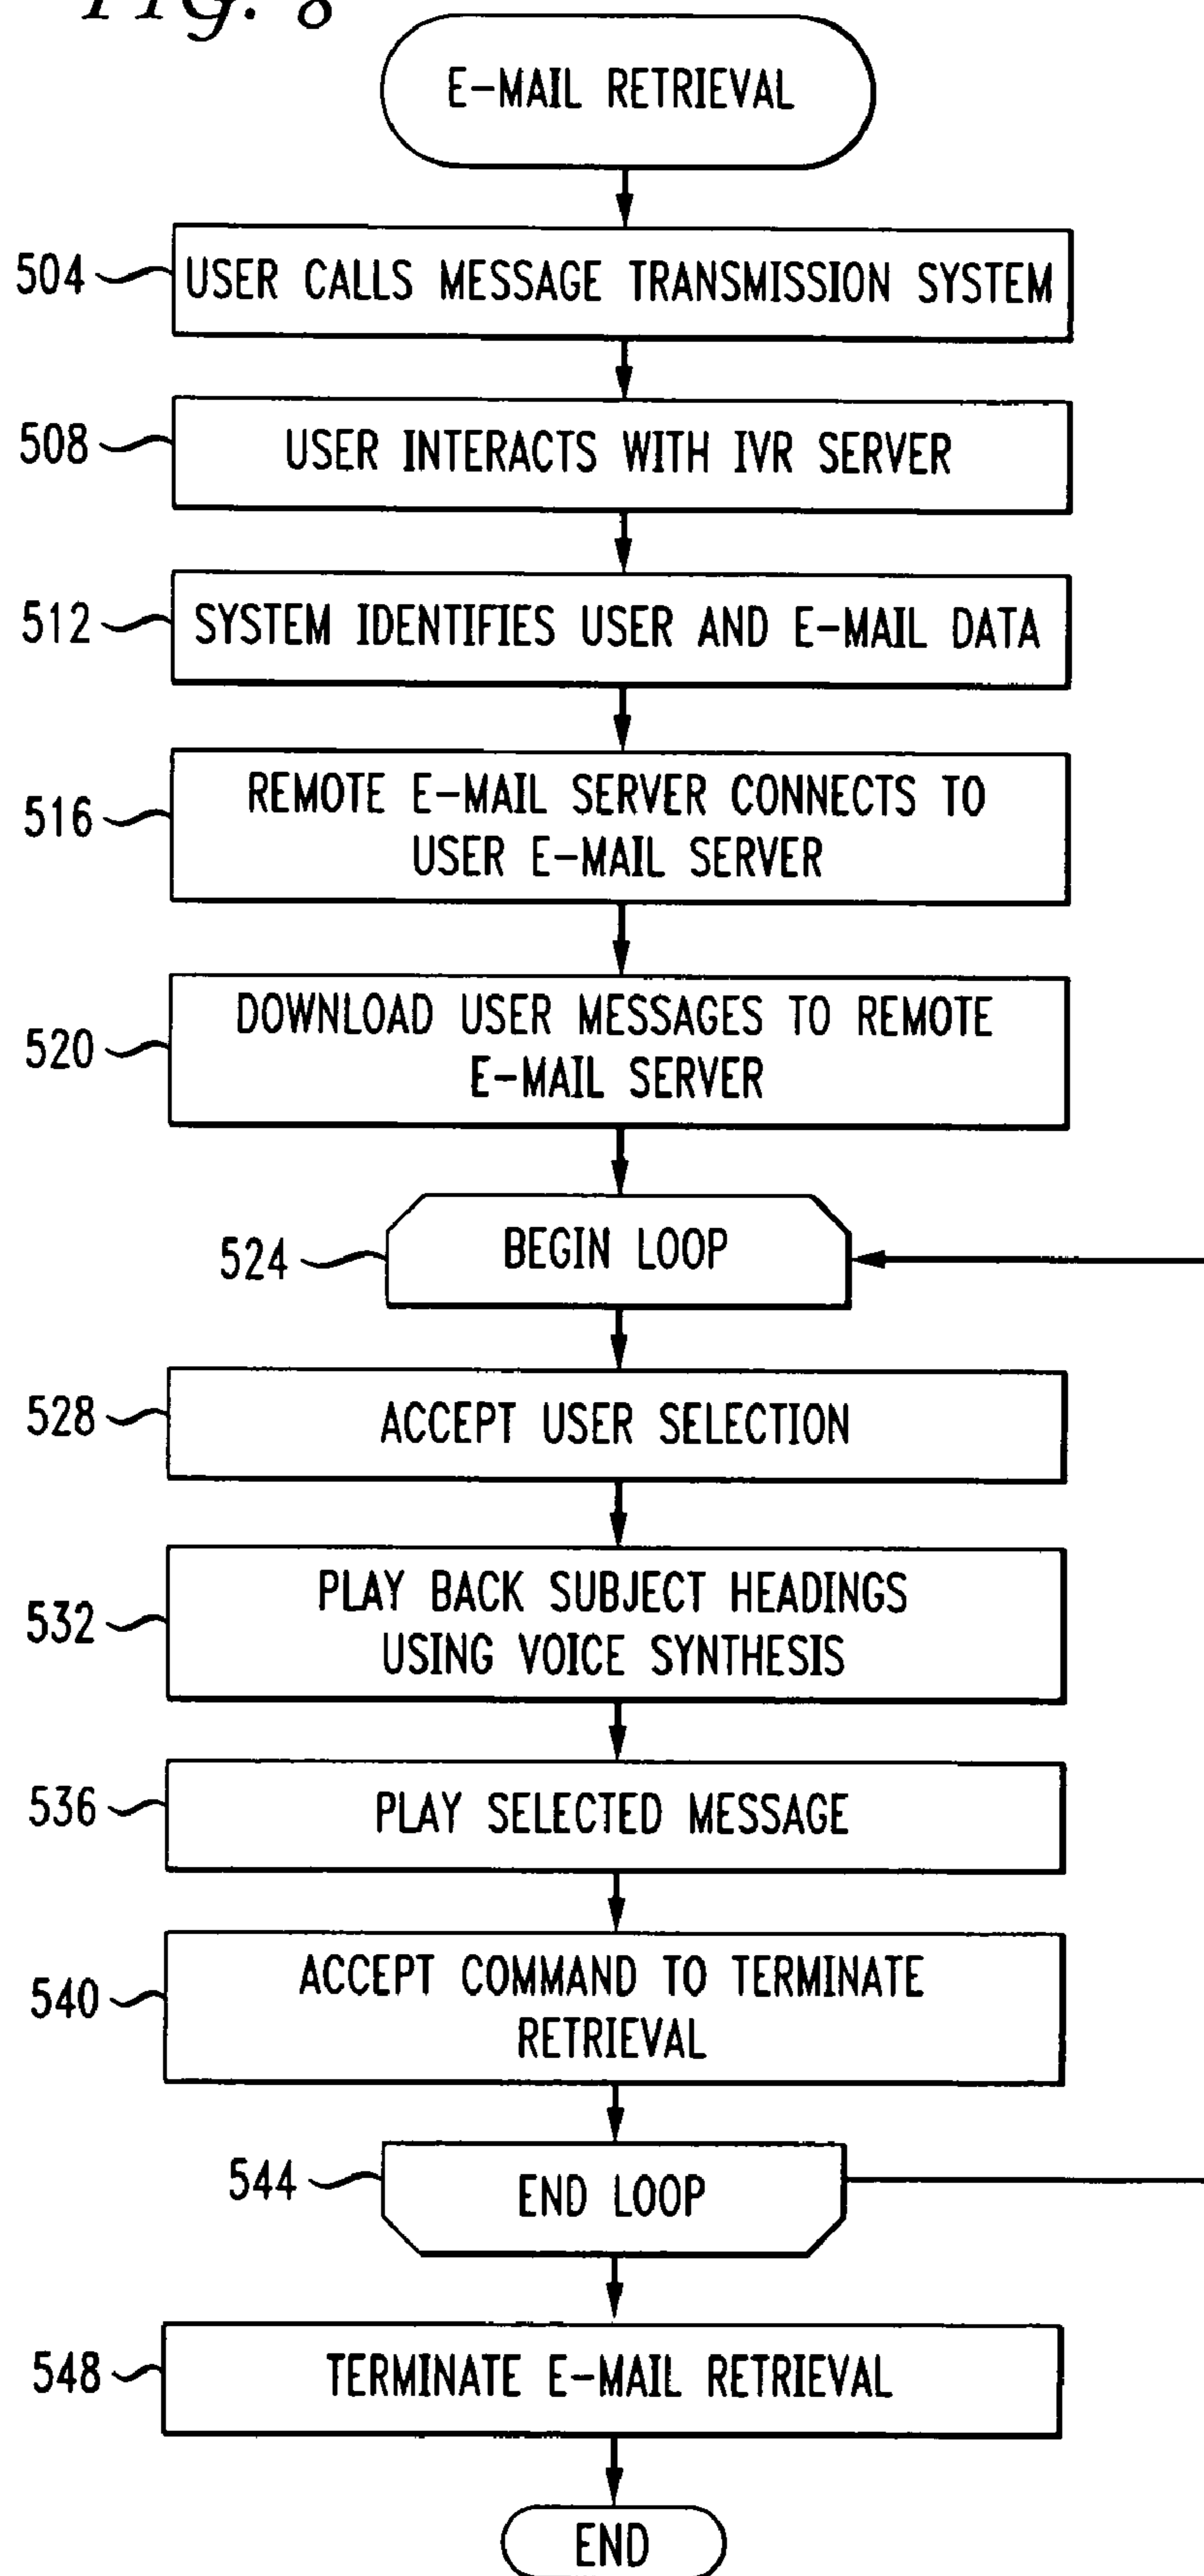 FIG. 8
E-MAIL RETRIEVAL
504 USER CALLS MESSAGE TRANSMISSION SYSTEM
508 USER INTERACTS WITH IVR SERVER
512 SYSTEM IDENTIFIES USER AND E-MAIL DATA
516 REMOTE E-MAIL SERVER CONNECTS TO
USER E-MAIL SERVER
520 DOWNLOAD USER MESSAGES TO REMOTE
E-MAIL SERVER
524 BEGIN LOOP
528 ACCEPT USER SELECTION
532 PLAY BACK SUBJECT HEADINGS
USING VOICE SYNTHESIS
536 PLAY SELECTED MESSAGE
540 ACCEPT COMMAND TO TERMINATE
RETRIEVAL
544 END LOOP
548 TERMINATE E-MAIL RETRIEVAL
END